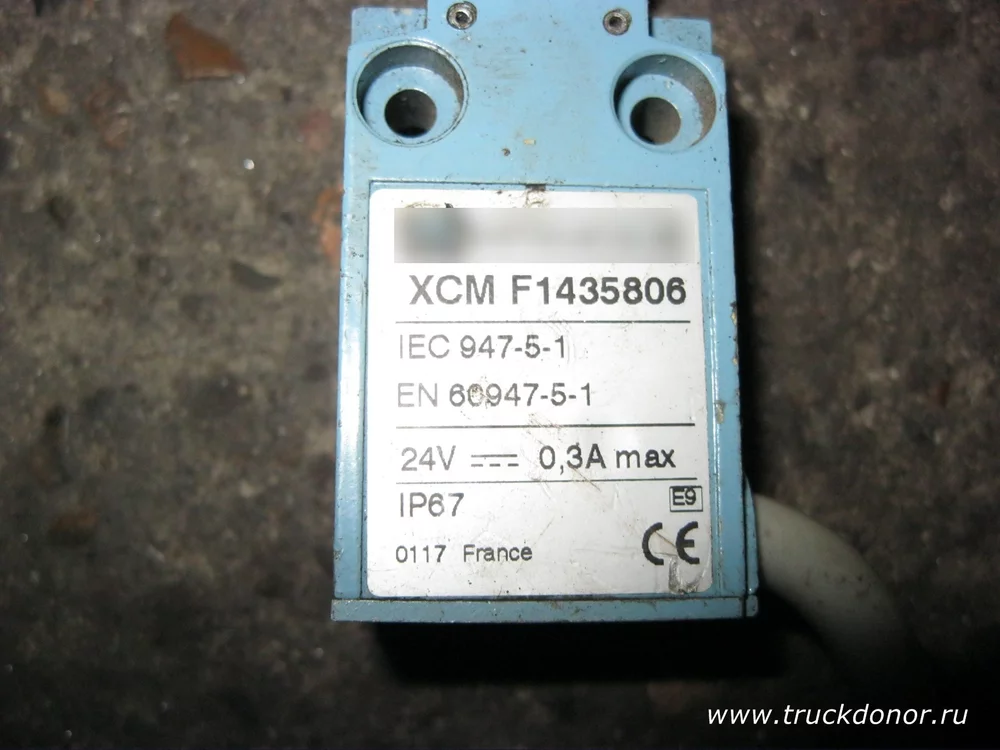 XCM F1435806
IEC 947-5-1
EN 60947-5-1
24V ⎓ 0,3A max
IP67
E9
0117 France
CE
www.truckdonor.ru